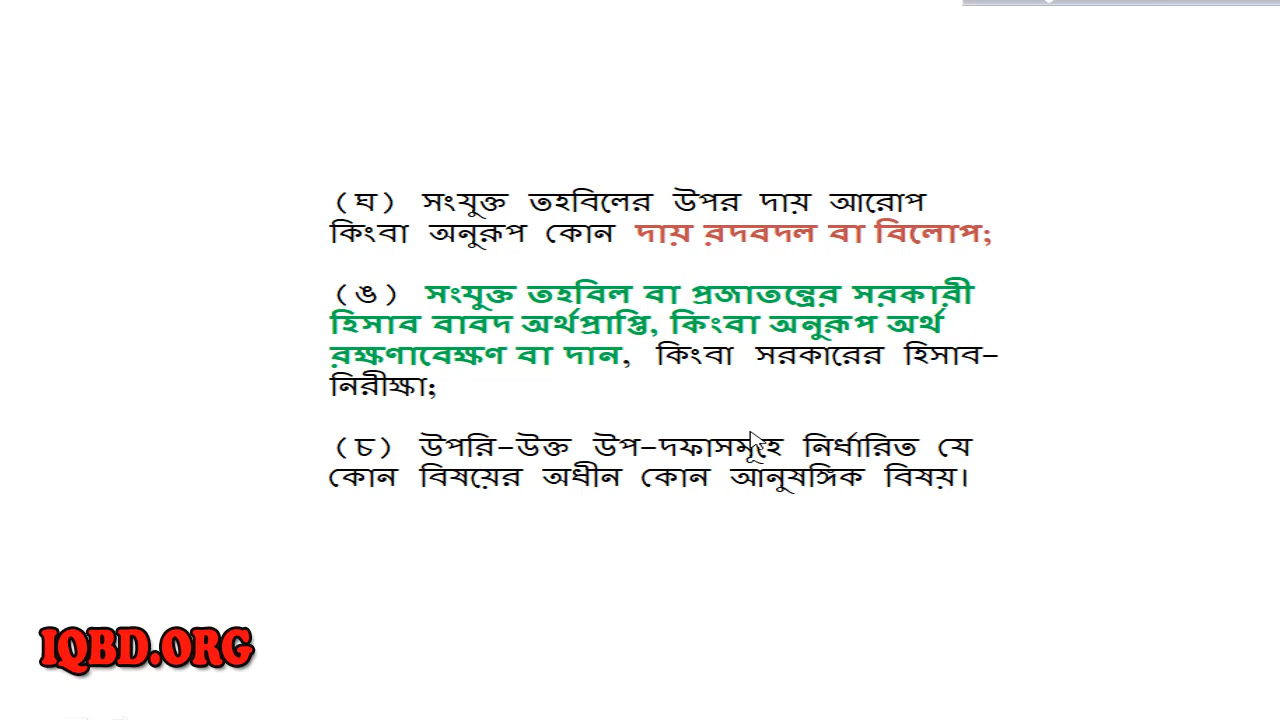 (ঘ) সংযুক্ত তহবিলের উপর দায় আরোপ
কিংবা অনুরূপ কোন দায় রদবদল বা বিলোপ;
(ঙ) সংযুক্ত তহবিল বা প্রজাতন্ত্রের সরকারী
হিসাব বাবদ অর্থপ্রাপ্তি, কিংবা অনুরূপ অর্থ
রক্ষণাবেক্ষণ বা দান, কিংবা সরকারের হিসাব-
নিরীক্ষা;
(চ) উপরি-উক্ত উপ-দফাসমূহে নির্ধারিত যে
কোন বিষয়ের অধীন কোন আনুষঙ্গিক বিষয়।
IQBD.ORG